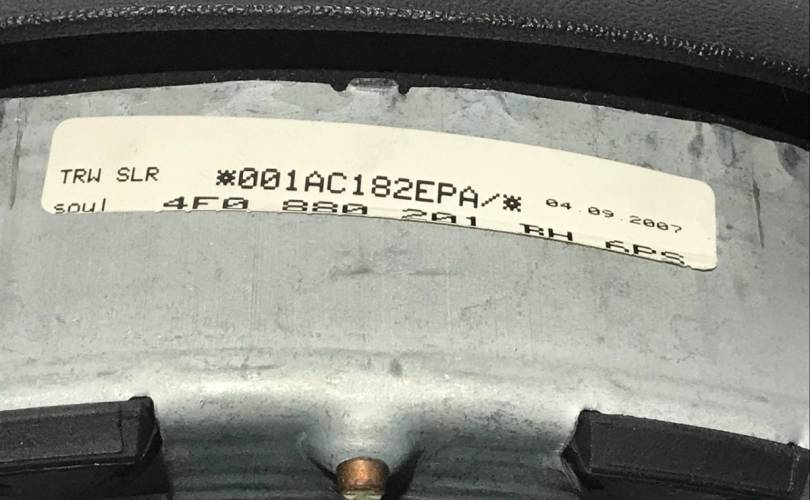 TRW SLR *001AC182EPA/* 04.09.2007
soul 4F0 880 201 BH 6PS